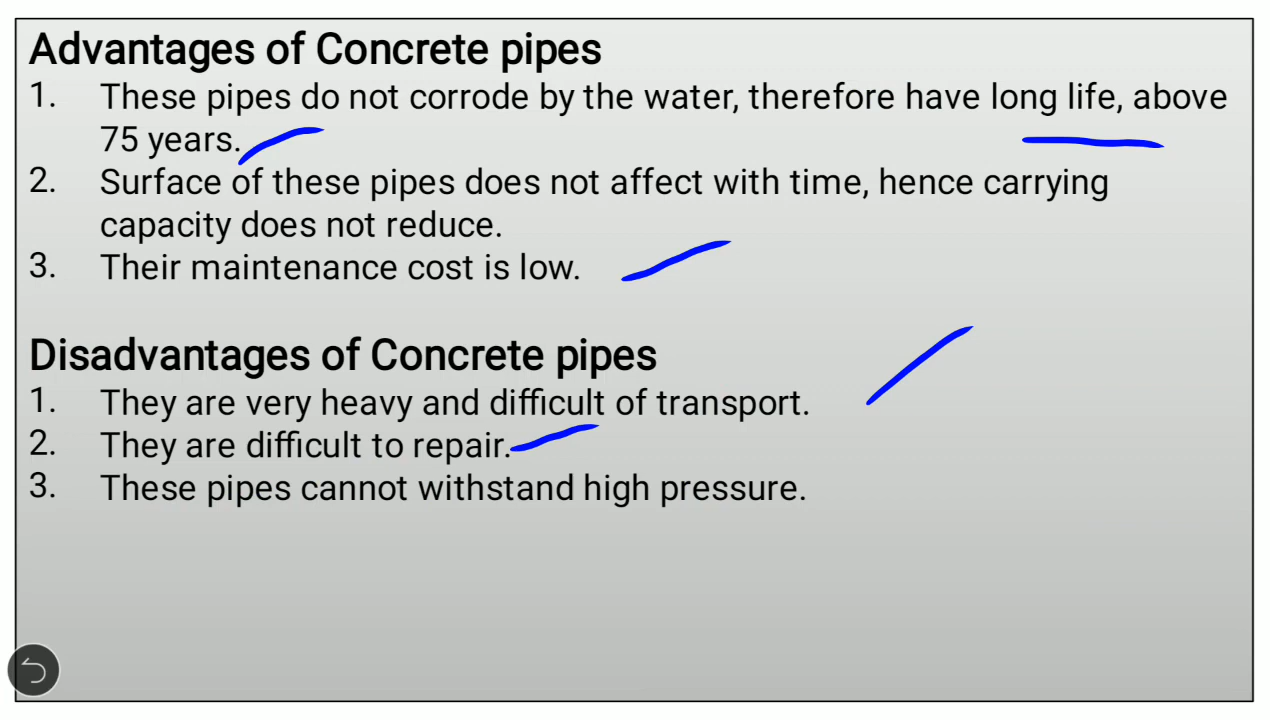 Advantages of Concrete pipes
1. These pipes do not corrode by the water, therefore have long life, above
75 years.
2. Surface of these pipes does not affect with time, hence carrying
capacity does not reduce.
3. Their maintenance cost is low.
Disadvantages of Concrete pipes
1. They are very heavy and difficult of transport.
2. They are difficult to repair.
3. These pipes cannot withstand high pressure.